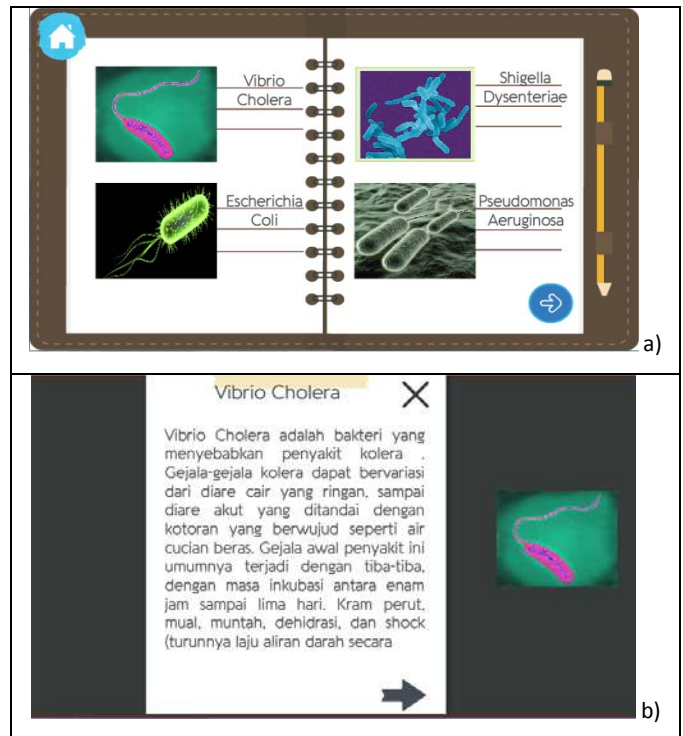 Vibrio
Cholera
Escherichia
Coli
Shigella
Dysenteriae
Pseudomonas
Aeruginosa
a)
Vibrio Cholera
Vibrio Cholera adalah bakteri yang
menyebabkan penyakit kolera .
Gejala-gejala kolera dapat bervariasi
dari diare cair yang ringan, sampai
diare akut yang ditandai dengan
kotoran yang berwujud seperti air
cucian beras. Gejala awal penyakit ini
umumnya terjadi dengan tiba-tiba,
dengan masa inkubasi antara enam
jam sampai lima hari. Kram perut,
mual, muntah, dehidrasi, dan shock
(turunnya laju aliran darah secara
b)